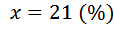 x = 21 (%)